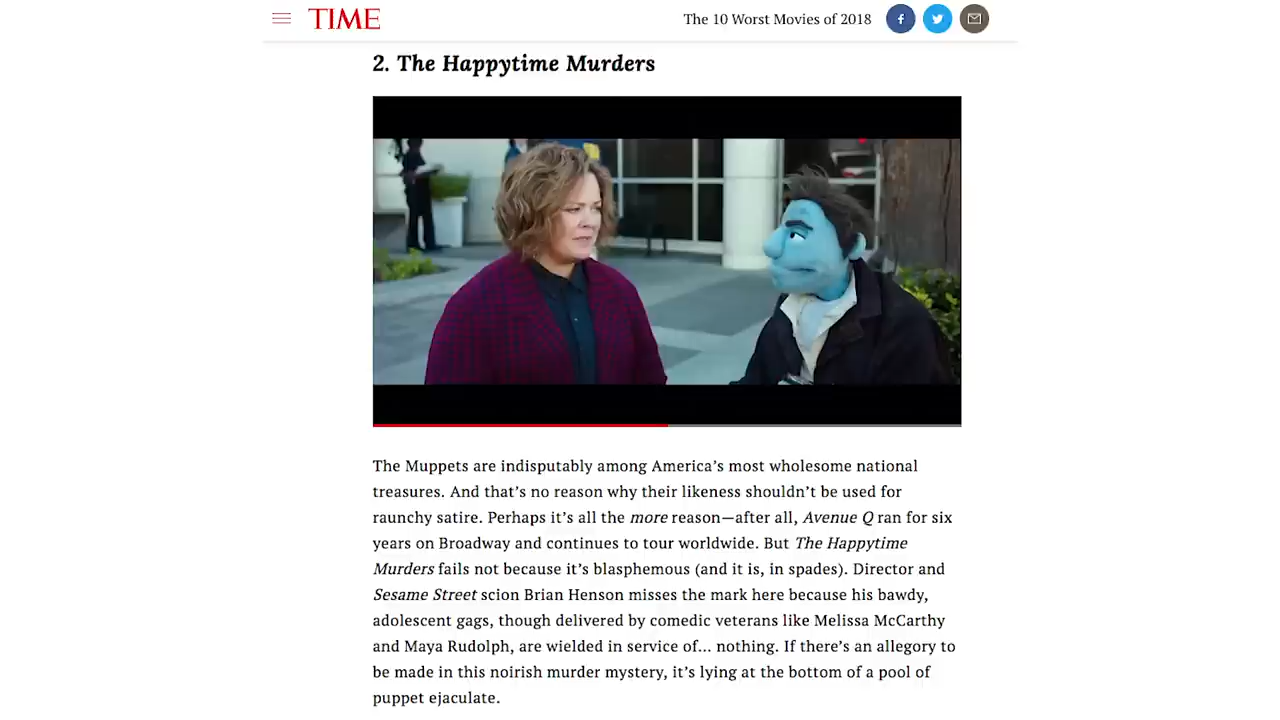 TIME
The 10 Worst Movies of 2018
2. The Happytime Murders
The Muppets are indisputably among America’s most wholesome national
treasures. And that’s no reason why their likeness shouldn’t be used for
raunchy satire. Perhaps it’s all the more reason—after all, Avenue Q ran for six
years on Broadway and continues to tour worldwide. But The Happytime
Murders fails not because it’s blasphemous (and it is, in spades). Director and
Sesame Street scion Brian Henson misses the mark here because his bawdy,
adolescent gags, though delivered by comedic veterans like Melissa McCarthy
and Maya Rudolph, are wielded in service of... nothing. If there’s an allegory to
be made in this noirish murder mystery, it’s lying at the bottom of a pool of
puppet ejaculate.